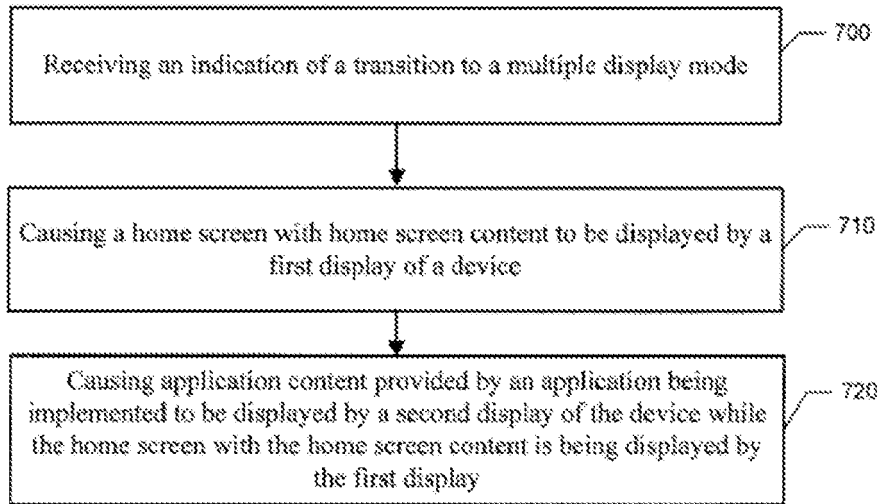 Receiving an indication of a transition to a multiple display mode
700
Causing a home screen with home screen content to be displayed by a
first display of a device
710
Causing application content provided by an application being
implemented to be displayed by a second display of the device while
the home screen with the home screen content is being displayed by
the first display
720